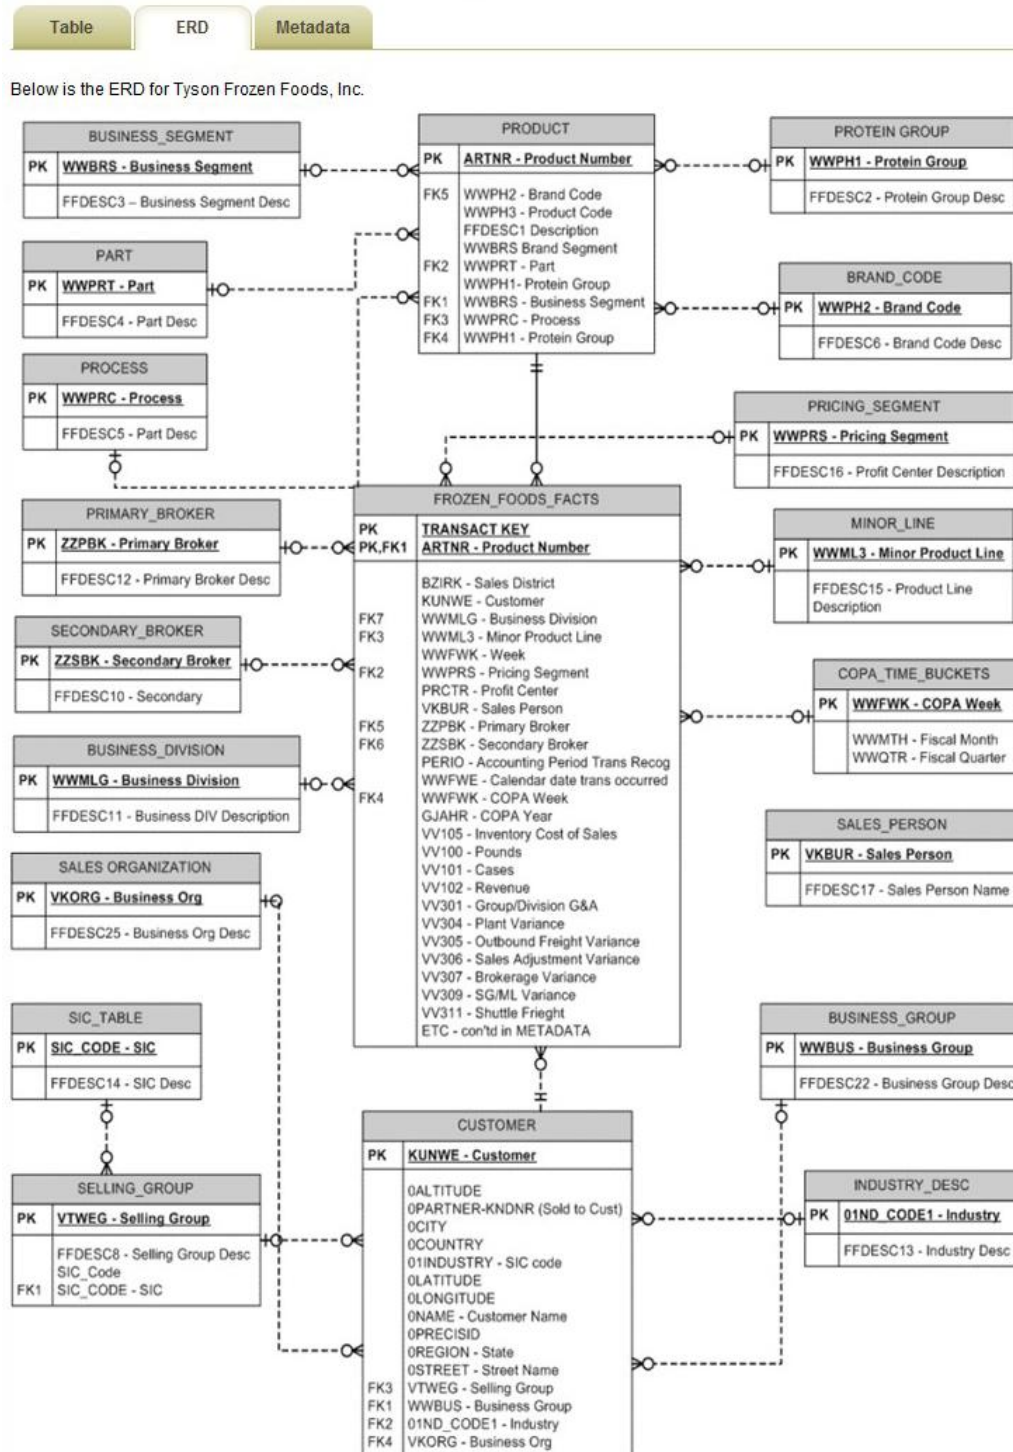 Table
ERD
Metadata
Below is the ERD for Tyson Frozen Foods, Inc.
BUSINESS_SEGMENT
PK WWBRS - Business Segment
FFDESC3 – Business Segment Desc
PART
PK WWPRT - Part
FFDESC4 - Part Desc
PROCESS
PK WWPRC - Process
FFDESC5 - Part Desc
PRODUCT
PK ARTNR - Product Number
FK5 WWPH2 - Brand Code
WWPH3 - Product Code
FFDESC1 Description
WWBRS Brand Segment
FK2 WWPRT - Part
WWPH1- Protein Group
FK1 WWBRS - Business Segment
FK3 WWPRC - Process
FK4 WWPH1 - Protein Group
PROTEIN GROUP
PK WWPH1 - Protein Group
FFDESC2 - Protein Group Desc
BRAND_CODE
PK WWPH2 - Brand Code
FFDESC6 - Brand Code Desc
PRICING_SEGMENT
PK WWPRS - Pricing Segment
FFDESC16 - Profit Center Description
PRIMARY_BROKER
PK ZZPBK - Primary Broker
FFDESC12 - Primary Broker Desc
SECONDARY_BROKER
PK ZZSBK - Secondary Broker
FFDESC10 - Secondary
BUSINESS_DIVISION
PK WWMLG - Business Division
FFDESC11 - Business DIV Description
SALES ORGANIZATION
PK VKORG - Business Org
FFDESC25 - Business Org Desc
SIC_TABLE
PK SIC_CODE - SIC
FFDESC14 - SIC Desc
SELLING_GROUP
PK VTWEG - Selling Group
FFDESC8 - Selling Group Desc
SIC_Code
FK1 SIC_CODE - SIC
FROZEN_FOODS_FACTS
PK TRANSACT KEY
PK,FK1 ARTNR - Product Number
BZIRK - Sales District
KUNWE - Customer
FK7 WWMLG - Business Division
FK3 WWML3 - Minor Product Line
WWFWK - Week
FK2 WWPRS - Pricing Segment
PRCTR - Profit Center
VKBUR - Sales Person
FK5 ZZPBK - Primary Broker
FK6 ZZSBK - Secondary Broker
PERIO - Accounting Period Trans Recog
WWFWE - Calendar date trans occurred
FK4 WWFWK - COPA Week
GJAHR - COPA Year
VV105 - Inventory Cost of Sales
VV100 - Pounds
VV101 - Cases
VV102 - Revenue
VV301 - Group/Division G&A
VV304 - Plant Variance
VV305 - Outbound Freight Variance
VV306 - Sales Adjustment Variance
VV307 - Brokerage Variance
VV309 - SG/ML Variance
VV311 - Shuttle Frieght
ETC - con'td in METADATA
MINOR_LINE
PK WWML3 - Minor Product Line
FFDESC15 - Product Line
Description
COPA_TIME_BUCKETS
PK WWFWK - COPA Week
WWMTH - Fiscal Month
WWQTR - Fiscal Quarter
SALES_PERSON
PK VKBUR - Sales Person
FFDESC17 - Sales Person Name
BUSINESS_GROUP
PK WWBUS - Business Group
FFDESC22 - Business Group Desc
INDUSTRY_DESC
PK 01ND_CODE1 - Industry
FFDESC13 - Industry Desc
CUSTOMER
PK KUNWE - Customer
0ALTITUDE
0PARTNER-KNDNR (Sold to Cust)
0CITY
0COUNTRY
01INDUSTRY - SIC code
0LATITUDE
0LONGITUDE
0NAME - Customer Name
0PRECISID
0REGION - State
0STREET - Street Name
FK3 VTWEG - Selling Group
FK1 WWBUS - Business Group
FK2 01ND_CODE1 - Industry
FK4 VKORG - Business Org